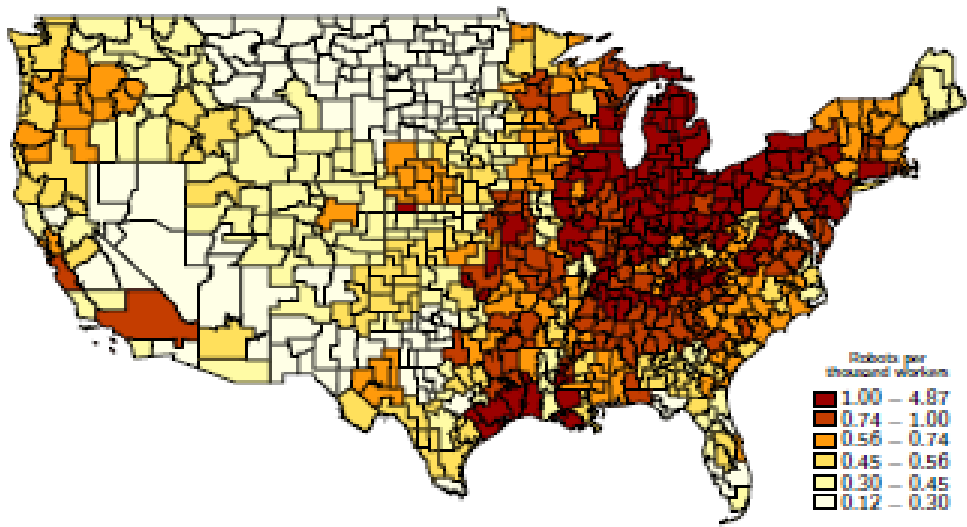 Robots per
thousand workers
1.00 – 4.87
0.74 – 1.00
0.56 – 0.74
0.45 – 0.56
0.30 – 0.45
0.12 – 0.30